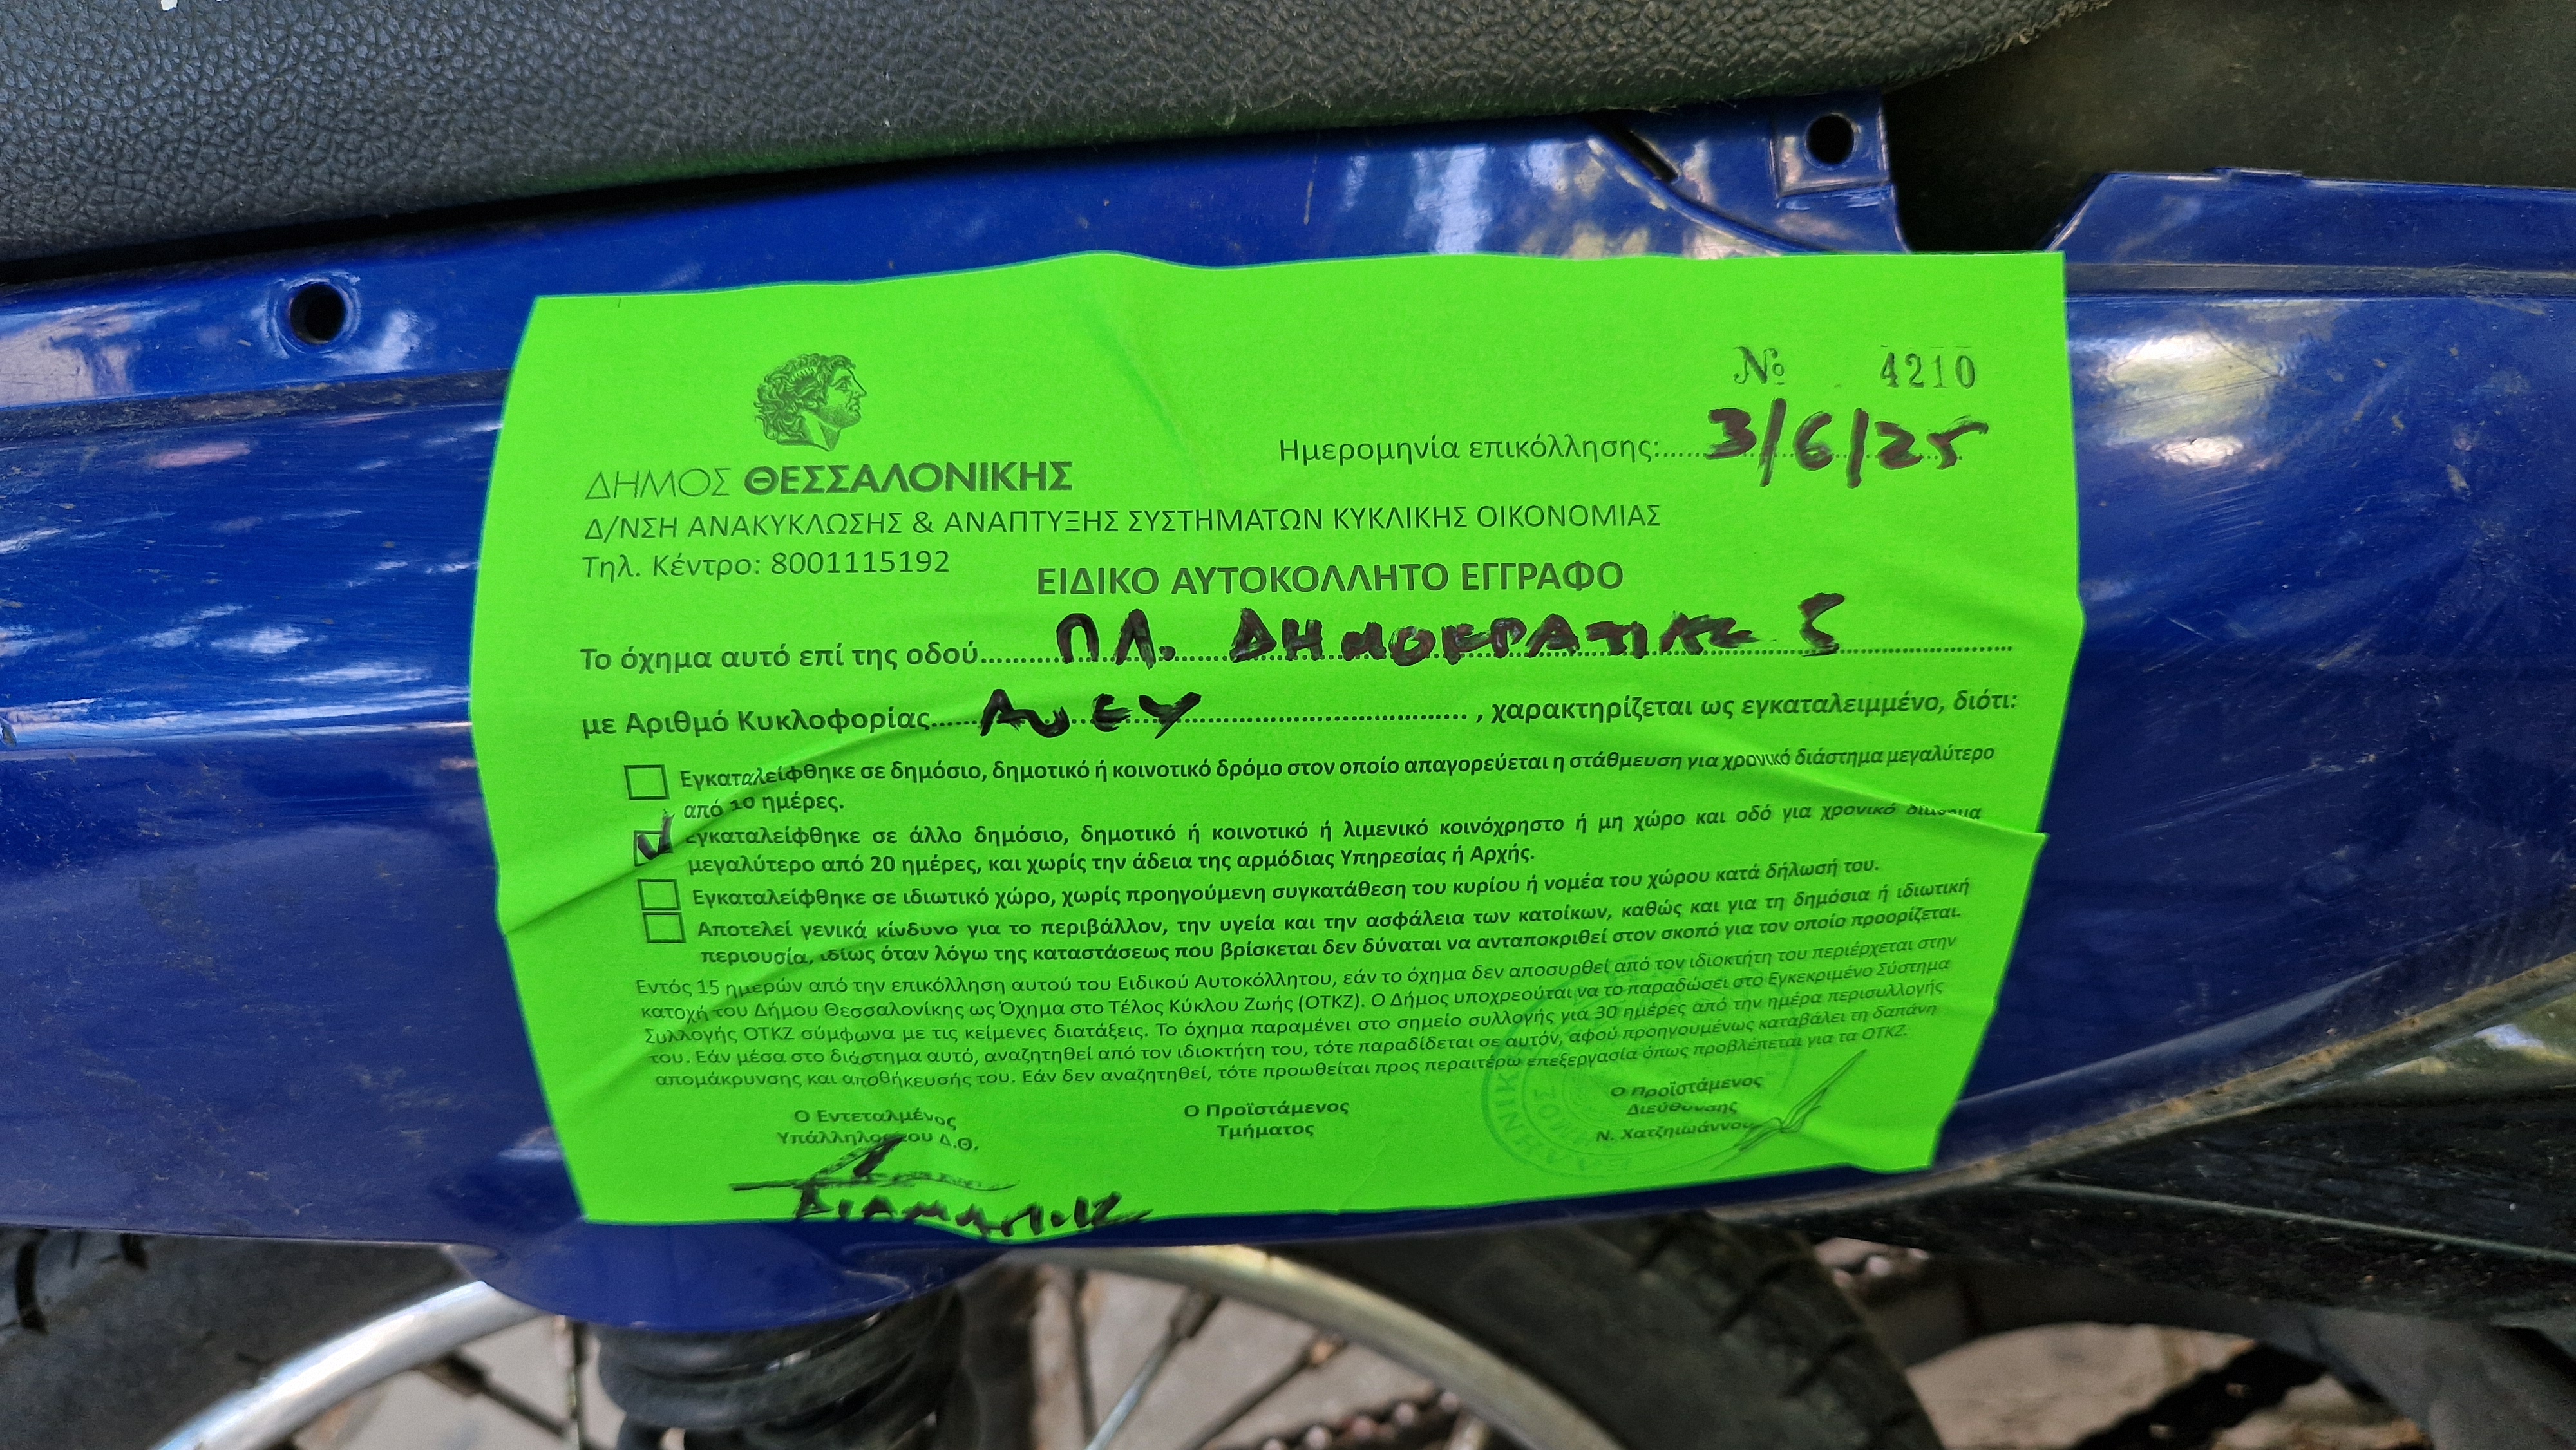 № 4210
Ημερομηνία επικόλλησης: 3/6/25
ΔΗΜΟΣ ΘΕΣΣΑΛΟΝΙΚΗΣ
Δ/ΝΣΗ ΑΝΑΚΥΚΛΩΣΗΣ & ΑΝΑΠΤΥΞΗΣ ΣΥΣΤΗΜΑΤΩΝ ΚΥΚΛΙΚΗΣ ΟΙΚΟΝΟΜΙΑΣ
Τηλ. Κέντρο: 8001115192
ΕΙΔΙΚΟ ΑΥΤΟΚΟΛΛΗΤΟ ΕΓΓΡΑΦΟ
Το όχημα αυτό επί της οδού ΠΛ. ΔΗΜΟΚΡΑΤΙΑΣ
με Αριθμό Κυκλοφορίας ΑΝΕΥ, χαρακτηρίζεται ως εγκαταλειμμένο, διότι:
Εγκαταλείφθηκε σε δημόσιο, δημοτικό ή κοινοτικό δρόμο στον οποίο απαγορεύεται η στάθμευση για χρονικό διάστημα μεγαλύτερο
από 10 ημέρες.
Εγκαταλείφθηκε σε άλλο δημόσιο, δημοτικό ή κοινοτικό ή λιμενικό κοινόχρηστο ή μη χώρο και οδό για χρονικό διάστημα
μεγαλύτερο από 20 ημέρες, και χωρίς την άδεια της αρμόδιας Υπηρεσίας ή Αρχής.
Εγκαταλείφθηκε σε ιδιωτικό χώρο, χωρίς προηγούμενη συγκατάθεση του κυρίου ή νομέα του χώρου κατά δήλωσή του.
Αποτελεί γενικά κίνδυνο για το περιβάλλον, την υγεία και την ασφάλεια των κατοίκων, καθώς και για τη δημόσια ή ιδιωτική
περιουσία, ιδίως όταν λόγω της καταστάσεως που βρίσκεται δεν δύναται να ανταποκριθεί στον σκοπό για τον οποίο προορίζεται.
Εντός 15 ημερών από την επικόλληση αυτού του Ειδικού Αυτοκόλλητου, εάν το όχημα δεν αποσυρθεί από τον ιδιοκτήτη του περιέρχεται στην
κατοχή του Δήμου Θεσσαλονίκης ως Όχημα στο Τέλος Κύκλου Ζωής (ΟΤΚΖ). Ο Δήμος υποχρεούται να το παραδώσει στο Εγκεκριμένο Σύστημα
Συλλογής ΟΤΚΖ σύμφωνα με τις κείμενες διατάξεις. Το όχημα παραμένει στο σημείο συλλογής για 30 ημέρες από την ημέρα περισυλλογής
του. Εάν μέσα στο διάστημα αυτό, αναζητηθεί από τον ιδιοκτήτη του, τότε παραδίδεται σε αυτόν, αφού προηγουμένως καταβάλει τη δαπάνη
απομάκρυνσης και αποθήκευσής του. Εάν δεν αναζητηθεί, τότε προωθείται προς περαιτέρω επεξεργασία όπως προβλέπεται για τα ΟΤΚΖ.
Ο Εντεταλμένος
Υπάλληλος του Δ.Θ.
Ο Προϊστάμενος
Τμήματος
Ο Προϊστάμενος
Διεύθυνσης
Ν. Χατζηιωάννου